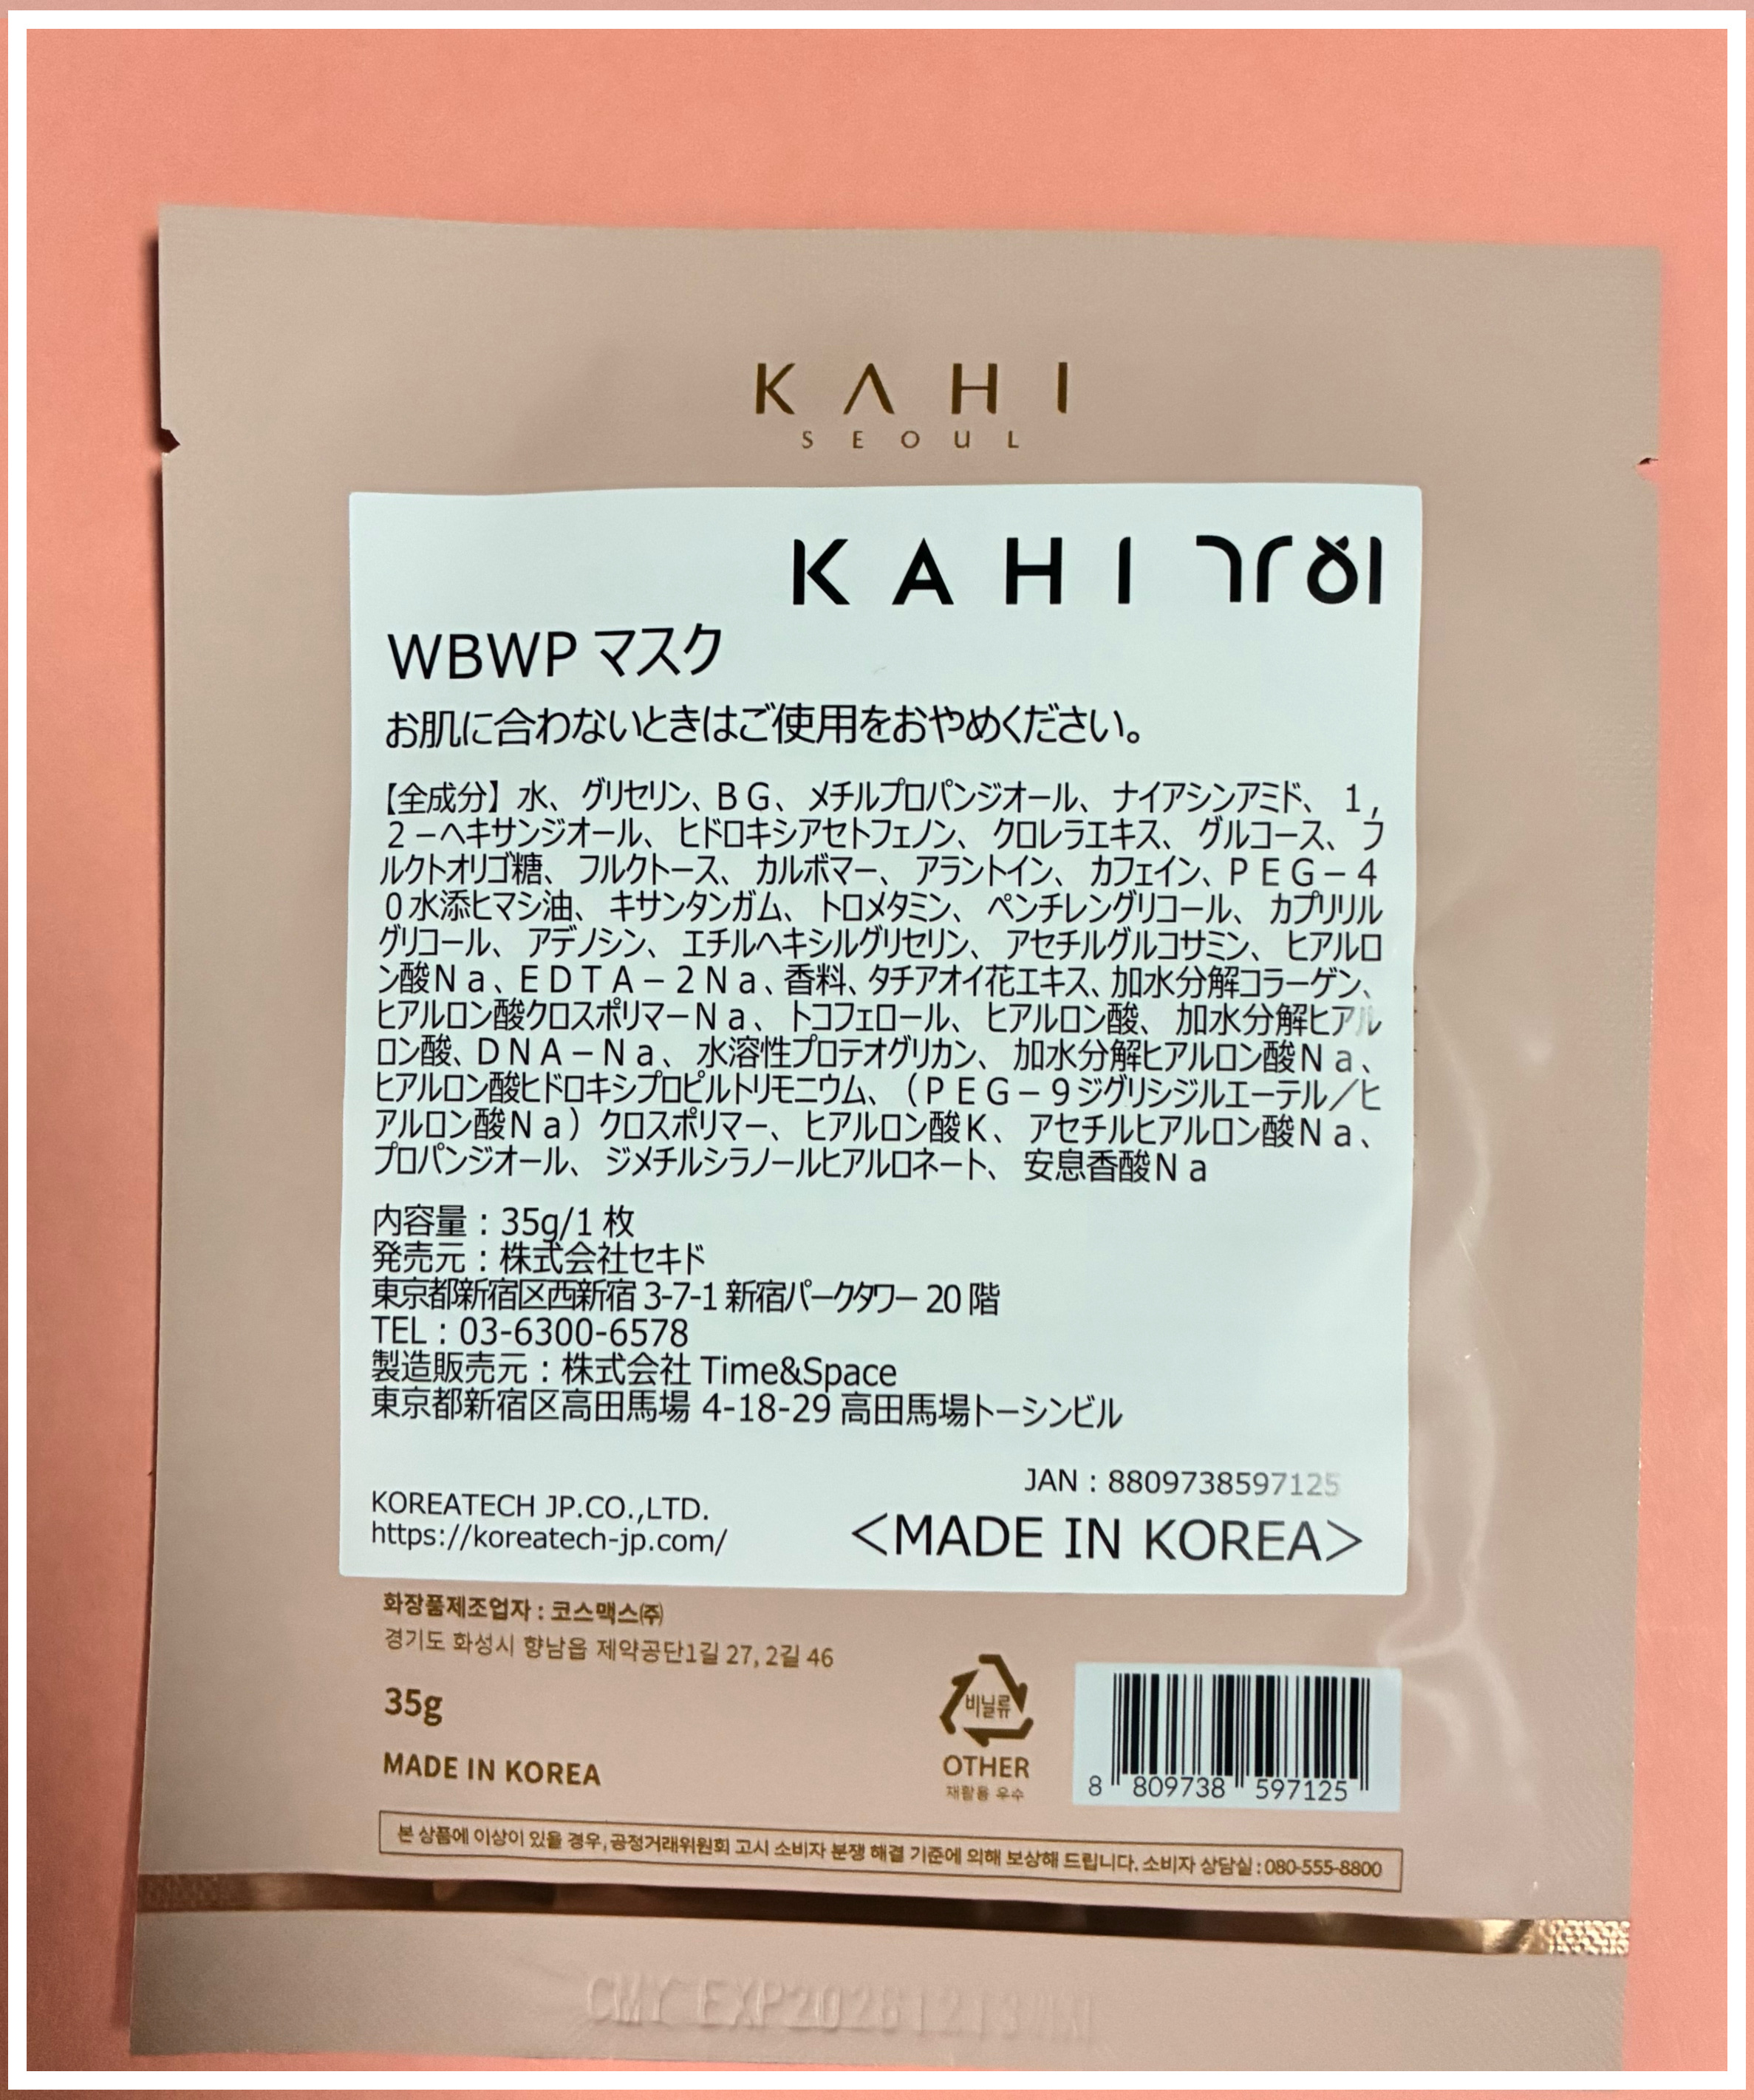 KAHI
SEOUL
KAHI 가히
WBWP マスク
お肌に合わないときはご使用をおやめください。
【全成分】水、グリセリン、BG、メチルプロパンジオール、ナイアシンアミド、1,
2-ヘキサンジオール、ヒドロキシアセトフェノン、クロレラエキス、グルコース、フ
ルクトオリゴ糖、フルクトース、カルボマー、アラントイン、カフェイン、PEG-4
0水添ヒマシ油、キサンタンガム、トロメタミン、ペンチレングリコール、カプリリル
グリコール、アデノシン、エチルヘキシルグリセリン、アセチルグルコサミン、ヒアルロ
ン酸Na、EDTA-2Na、香料、タチアオイ花エキス、加水分解コラーゲン、
ヒアルロン酸クロスポリマーNa、トコフェロール、ヒアルロン酸、加水分解ヒアル
ロン酸、DNA-Na、水溶性プロテオグリカン、加水分解ヒアルロン酸Na、
ヒアルロン酸ヒドロキシプロピルトリモニウム、(PEG-9ジグリシジルエーテル/ヒ
アルロン酸Na)クロスポリマー、ヒアルロン酸K、アセチルヒアルロン酸Na、
プロパンジオール、ジメチルシラノールヒアルロネート、安息香酸Na
内容量:35g/1枚
発売元:株式会社セキド
東京都新宿区西新宿 3-7-1 新宿パークタワー 20階
TEL:03-6300-6578
製造販売元:株式会社 Time&Space
東京都新宿区高田馬場 4-18-29 高田馬場トーシンビル
JAN:8809738597125
KOREATECH JP.CO.,LTD.
https://koreatech-jp.com/
<MADE IN KOREA>
화장품제조업자 : 코스맥스㈜
경기도 화성시 향남읍 제약공단1길 27, 2길 46
35g
MADE IN KOREA
비닐류
OTHER
재활용 우수
8 809738 597125
본 상품에 이상이 있을 경우, 공정거래위원회 고시 소비자 분쟁 해결 기준에 의해 보상해 드립니다. 소비자 상담실 : 080-555-8800
CMY EXP20261213